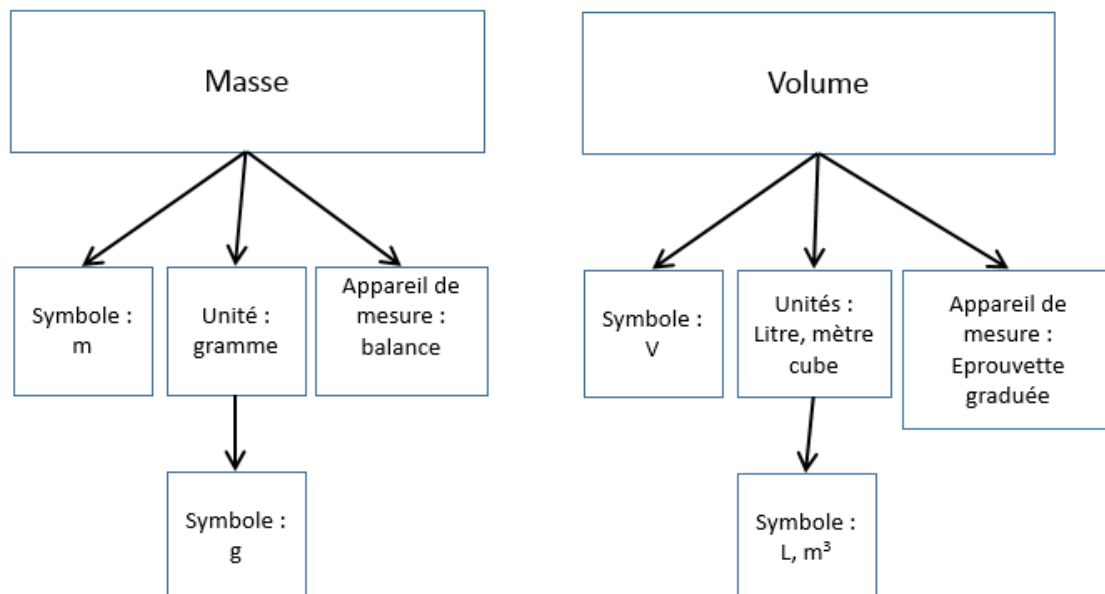 Masse
Volume
Symbole :
m
Unité :
gramme
Appareil de
mesure :
balance
Symbole :
V
Unités :
Litre, mètre
cube
Appareil de
mesure :
Eprouvette
graduée
Symbole :
g
Symbole :
L, m³